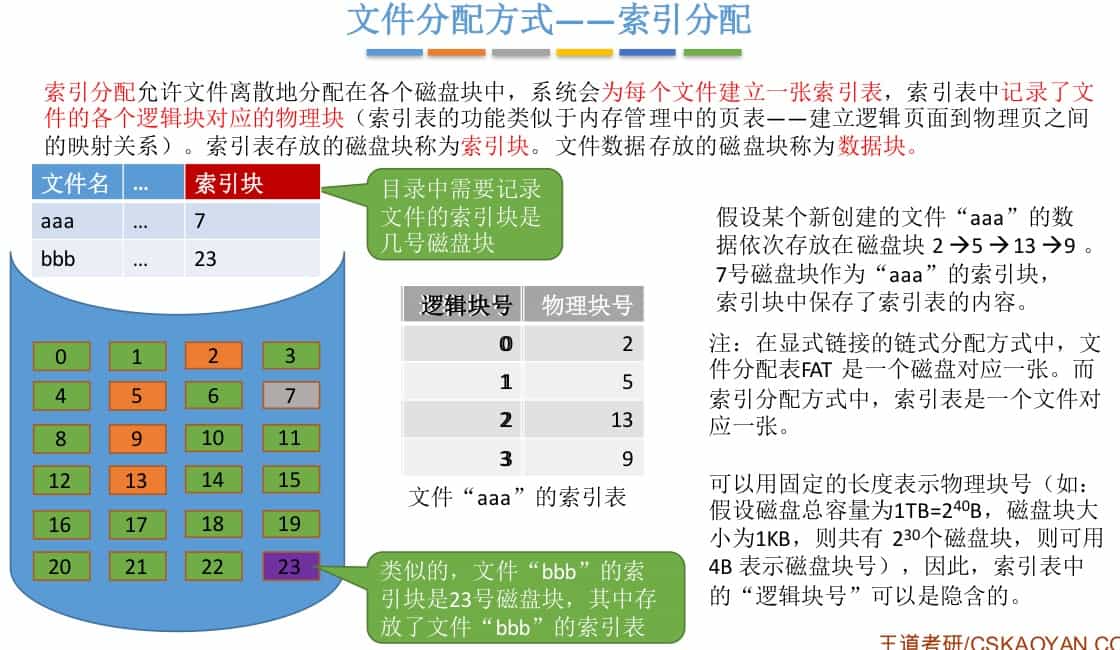 文件分配方式——索引分配
索引分配允许文件离散地分配在各个磁盘块中，系统会为每个文件建立一张索引表，索引表中记录了文
件的各个逻辑块对应的物理块（索引表的功能类似于内存管理中的页表——建立逻辑页面到物理页之间
的映射关系）。索引表存放的磁盘块称为索引块。文件数据存放的磁盘块称为数据块。
文件名 ... 索引块
aaa ... 7
bbb ... 23
目录中需要记录
文件的索引块是
几号磁盘块
0 1 2 3
4 5 6 7
8 9 10 11
12 13 14 15
16 17 18 19
20 21 22 23
逻辑块号 物理块号
0 2
1 5
2 13
3 9
文件“aaa”的索引表
类似的，文件“bbb”的索
引块是23号磁盘块，其中存
放了文件“bbb”的索引表
假设某个新创建的文件“aaa”的数
据依次存放在磁盘块 2→5→13→9 。
7号磁盘块作为“aaa”的索引块，
索引块中保存了索引表的内容。
注：在显式链接的链式分配方式中，文
件分配表FAT 是一个磁盘对应一张。而
索引分配方式中，索引表是一个文件对
应一张。
可以用固定的长度表示物理块号（如：
假设磁盘总容量为1TB=2⁴⁰B，磁盘块大
小为1KB，则共有 2³⁰个磁盘块，则可用
4B 表示磁盘块号），因此，索引表中
的“逻辑块号”可以是隐含的。
王道考研/CSKAOYAN.CO